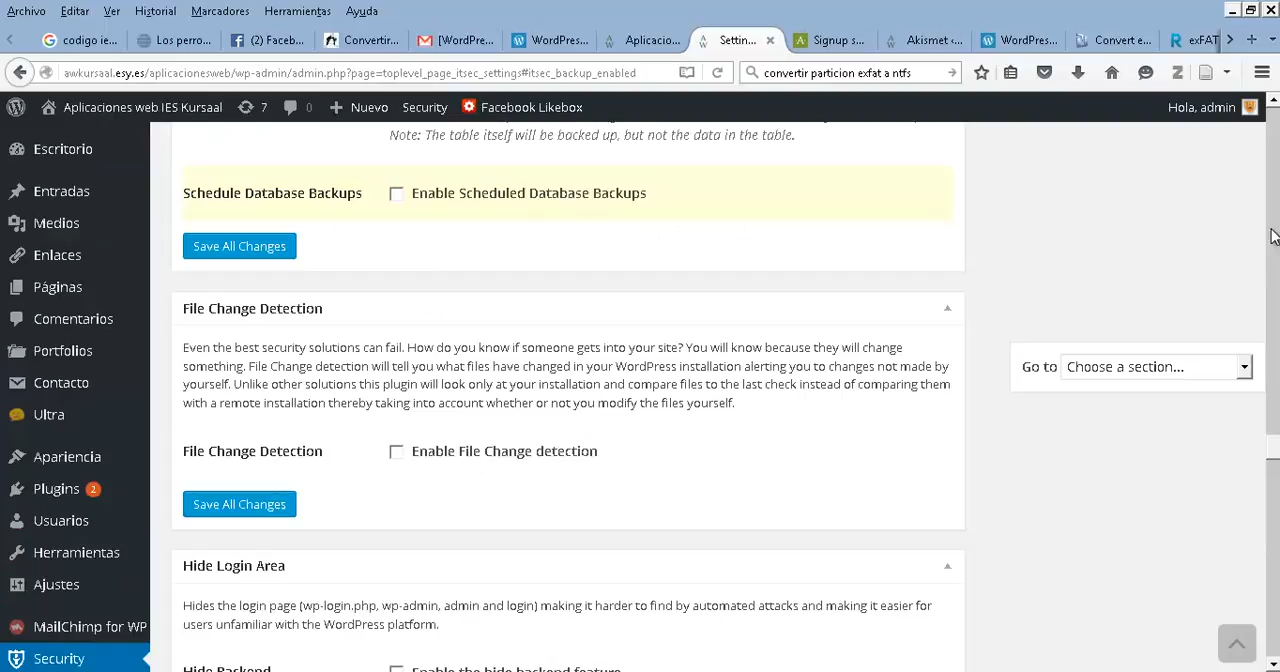 Archivo Editar Ver Historial Marcadores Herramientas Ayuda
codigo ie... Los perro... (2) Faceb... Convertir... [WordPre... WordPres... Aplicacio... Settin... Signup s... Akismet ‹... WordPres... Convert e... exFAT
awkursaal.esy.es/aplicacionesweb/wp-admin/admin.php?page=toplevel_page_itsec_settings#itsec_backup_enabled
convertir particion exfat a ntfs
Aplicaciones web IES Kursaal 7 0 Nuevo Security Facebook Likebox Hola, admin
Escritorio
Entradas
Medios
Enlaces
Páginas
Comentarios
Portfolios
Contacto
Ultra
Apariencia
Plugins 2
Usuarios
Herramientas
Ajustes
MailChimp for WP
Security
Note: The table itself will be backed up, but not the data in the table.
Schedule Database Backups Enable Scheduled Database Backups
Save All Changes
File Change Detection
Even the best security solutions can fail. How do you know if someone gets into your site? You will know because they will change
something. File Change detection will tell you what files have changed in your WordPress installation alerting you to changes not made by
yourself. Unlike other solutions this plugin will look only at your installation and compare files to the last check instead of comparing them
with a remote installation thereby taking into account whether or not you modify the files yourself.
File Change Detection Enable File Change detection
Save All Changes
Hide Login Area
Hides the login page (wp-login.php, wp-admin, admin and login) making it harder to find by automated attacks and making it easier for
users unfamiliar with the WordPress platform.
Hide Backend Enable the hide backend feature.
Go to Choose a section...